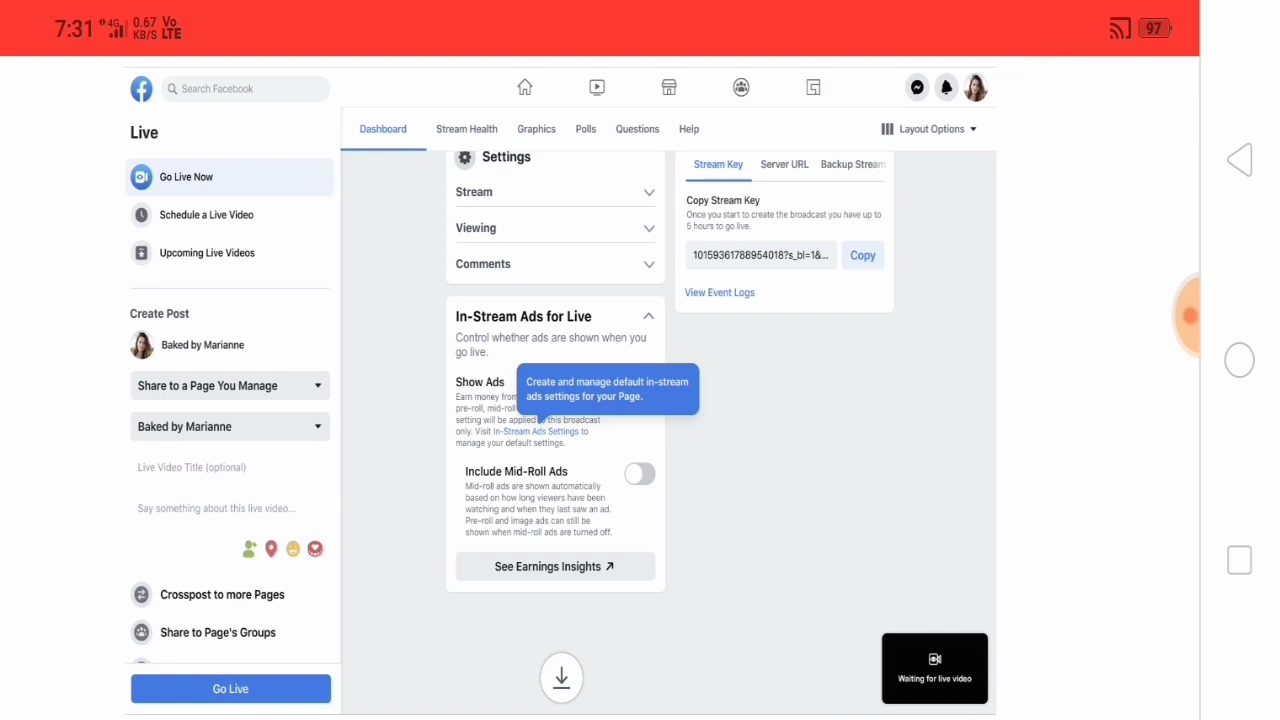 7:31 4G 0.67 KB/S Vo LTE
97
Search Facebook
Live
Go Live Now
Schedule a Live Video
Upcoming Live Videos
Create Post
Baked by Marianne
Share to a Page You Manage
Baked by Marianne
Live Video Title (optional)
Say something about this live video...
Crosspost to more Pages
Share to Page's Groups
Go Live
Dashboard Stream Health Graphics Polls Questions Help
Layout Options
Settings
Stream
Viewing
Comments
In-Stream Ads for Live
Control whether ads are shown when you
go live.
Show Ads
Earn money from
pre-roll, mid-roll
setting will be applied to this broadcast
only. Visit In-Stream Ads Settings to
manage your default settings.
Create and manage default in-stream
ads settings for your Page.
Include Mid-Roll Ads
Mid-roll ads are shown automatically
based on how long viewers have been
watching and when they last saw an ad.
Pre-roll and image ads can still be
shown when mid-roll ads are turned off.
See Earnings Insights
Stream Key Server URL Backup Stream
Copy Stream Key
Once you start to create the broadcast you have up to
5 hours to go live.
10159361788954018?s_bl=1&...
Copy
View Event Logs
Waiting for live video